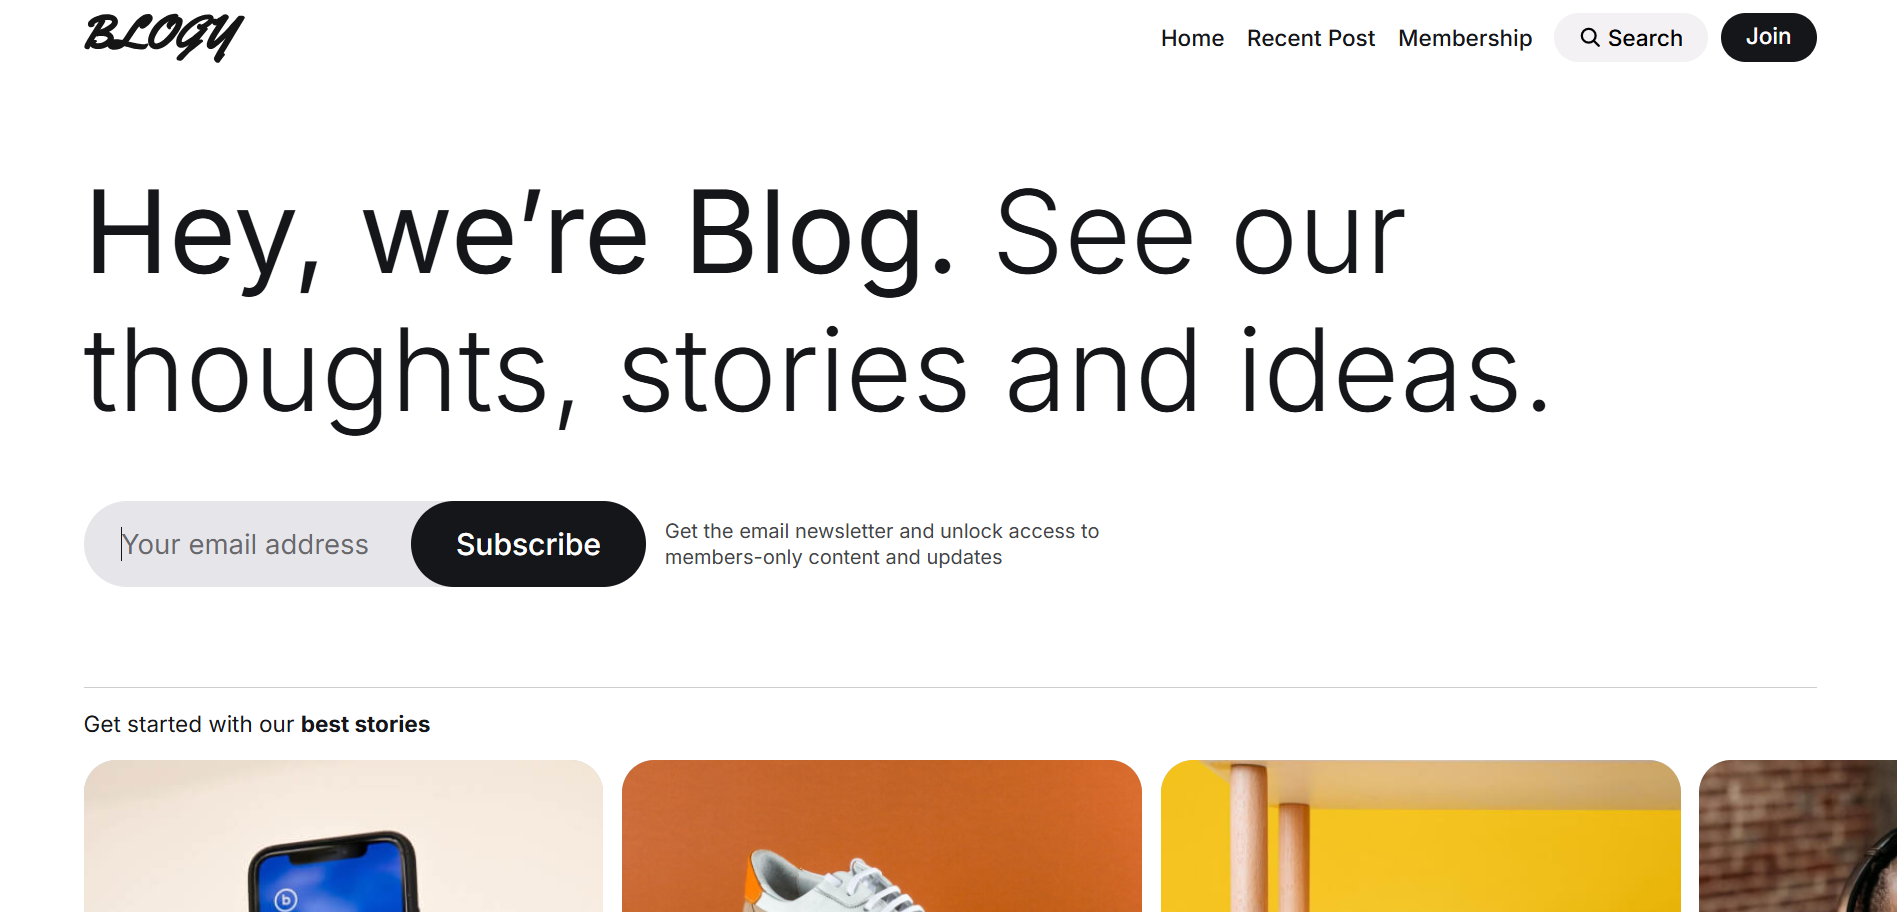 BLOGY
Home Recent Post Membership Search Join
Hey, we’re Blog. See our
thoughts, stories and ideas.
Your email address Subscribe
Get the email newsletter and unlock access to
members-only content and updates
Get started with our best stories
b